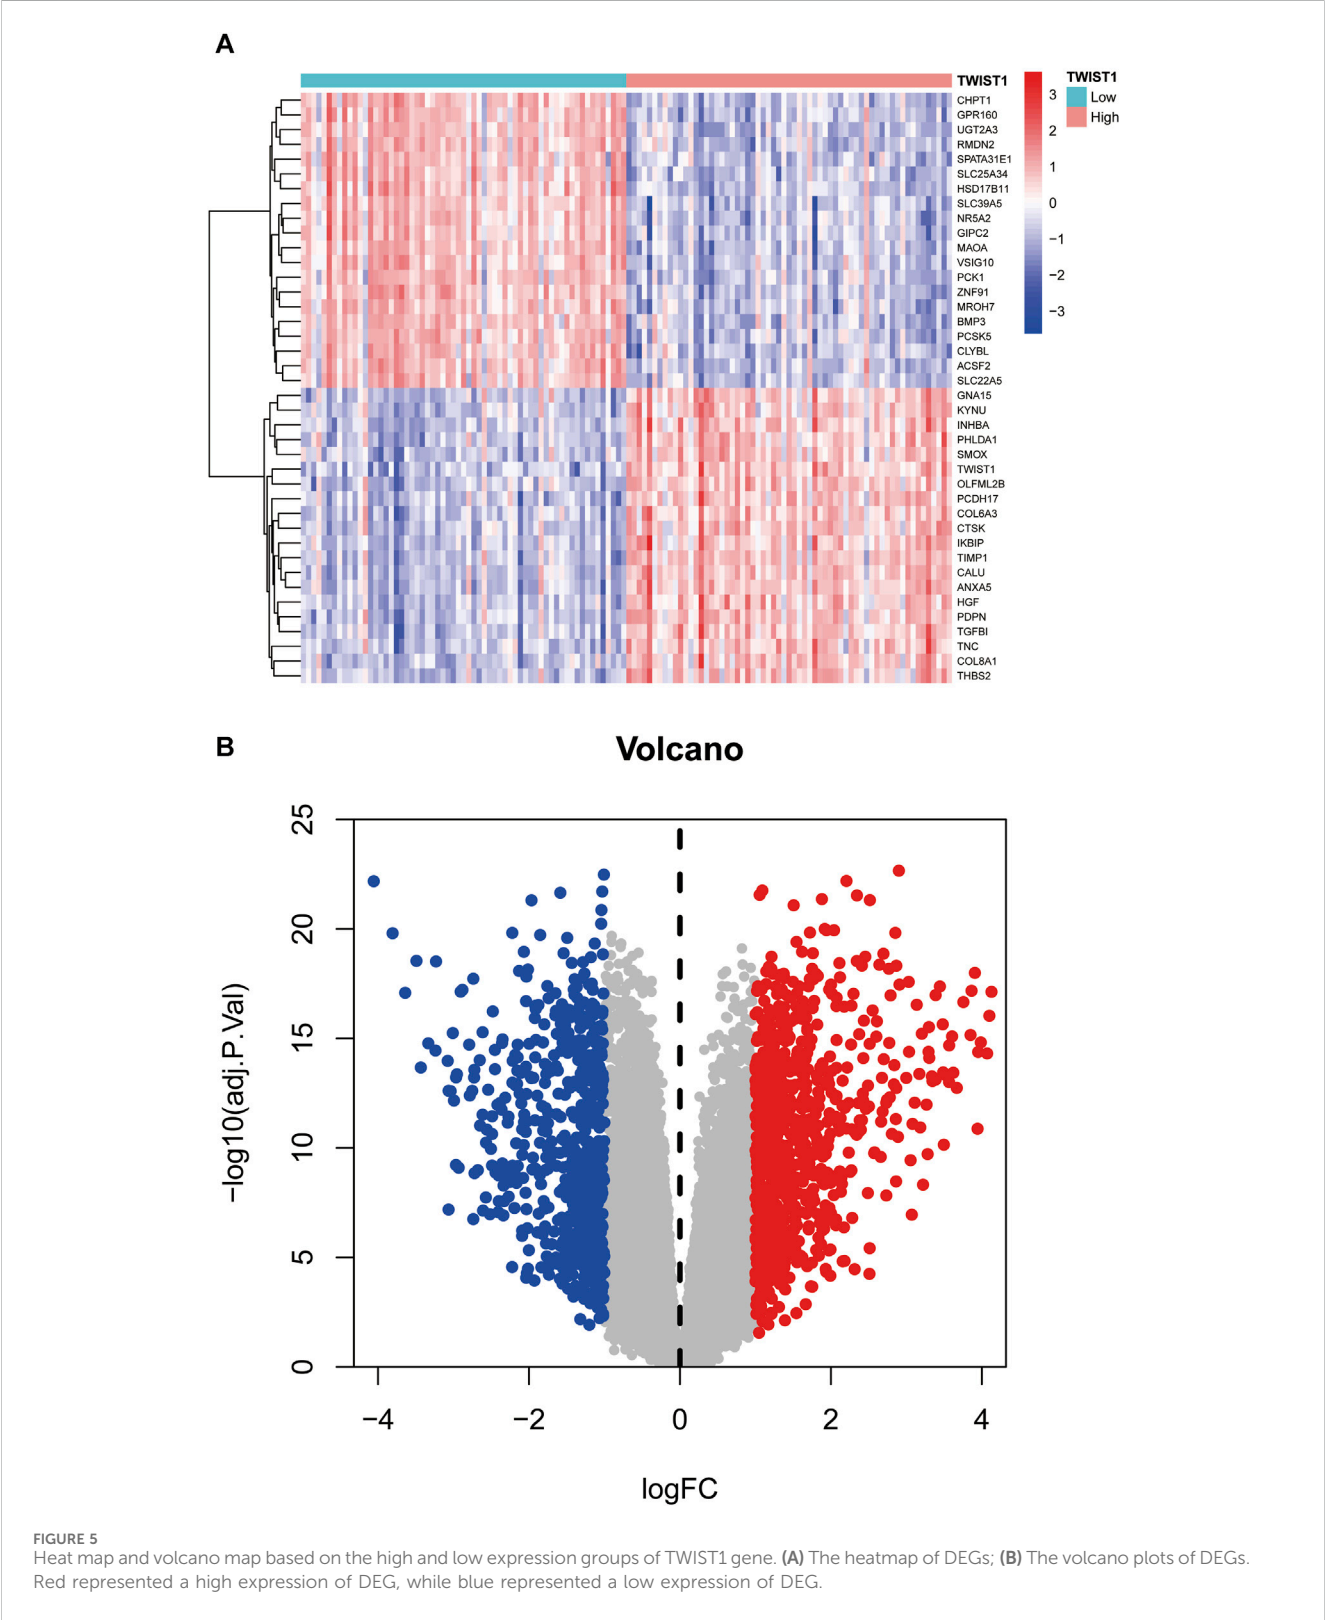 A
TWIST1
CHPT1
GPR160
UGT2A3
RMDN2
SPATA31E1
SLC25A34
HSD17B11
SLC39A5
NR5A2
GIPC2
MAOA
VSIG10
PCK1
ZNF91
MROH7
BMP3
PCSK5
CLYBL
ACSF2
SLC22A5
GNA15
KYNU
INHBA
PHLDA1
SMOX
TWIST1
OLFML2B
PCDH17
COL6A3
CTSK
IKBIP
TIMP1
CALU
ANXA5
HGF
PDPN
TGFBI
TNC
COL8A1
THBS2
3
2
1
0
−1
−2
−3
TWIST1
Low
High
B
Volcano
25
20
15
10
5
0
−log10(adj.P.Val)
−4 −2 0 2 4
logFC
FIGURE 5
Heat map and volcano map based on the high and low expression groups of TWIST1 gene. (A) The heatmap of DEGs; (B) The volcano plots of DEGs.
Red represented a high expression of DEG, while blue represented a low expression of DEG.